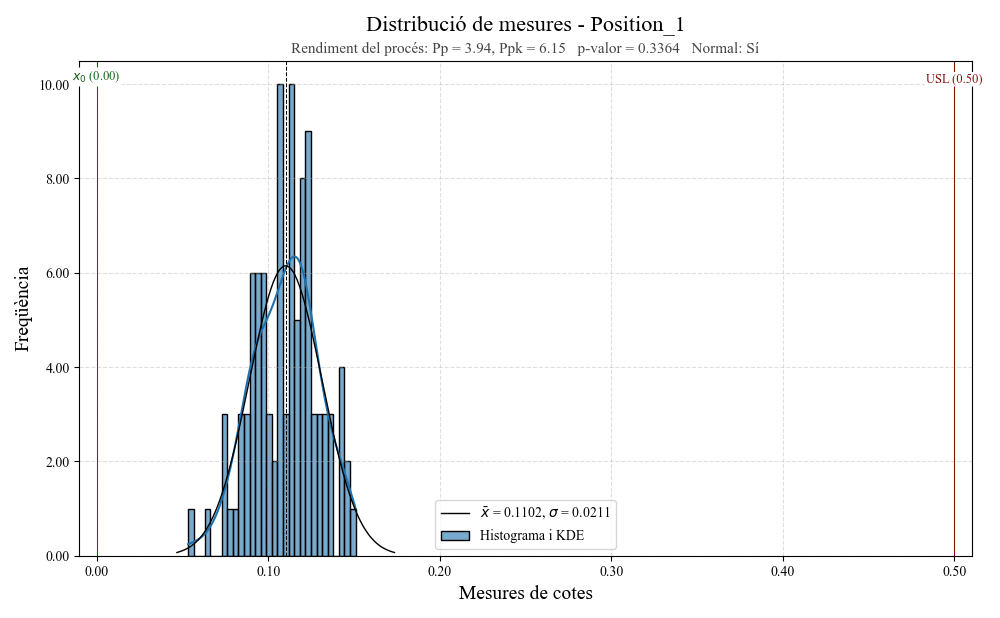 Distribució de mesures - Position_1
Rendiment del procés: Pp = 3.94, Ppk = 6.15   p-valor = 0.3364   Normal: Sí
x₀ (0.00)
USL (0.50)
10.00
8.00
6.00
4.00
2.00
0.00
Freqüència
x̄ = 0.1102, σ = 0.0211
Histograma i KDE
0.00 0.10 0.20 0.30 0.40 0.50
Mesures de cotes